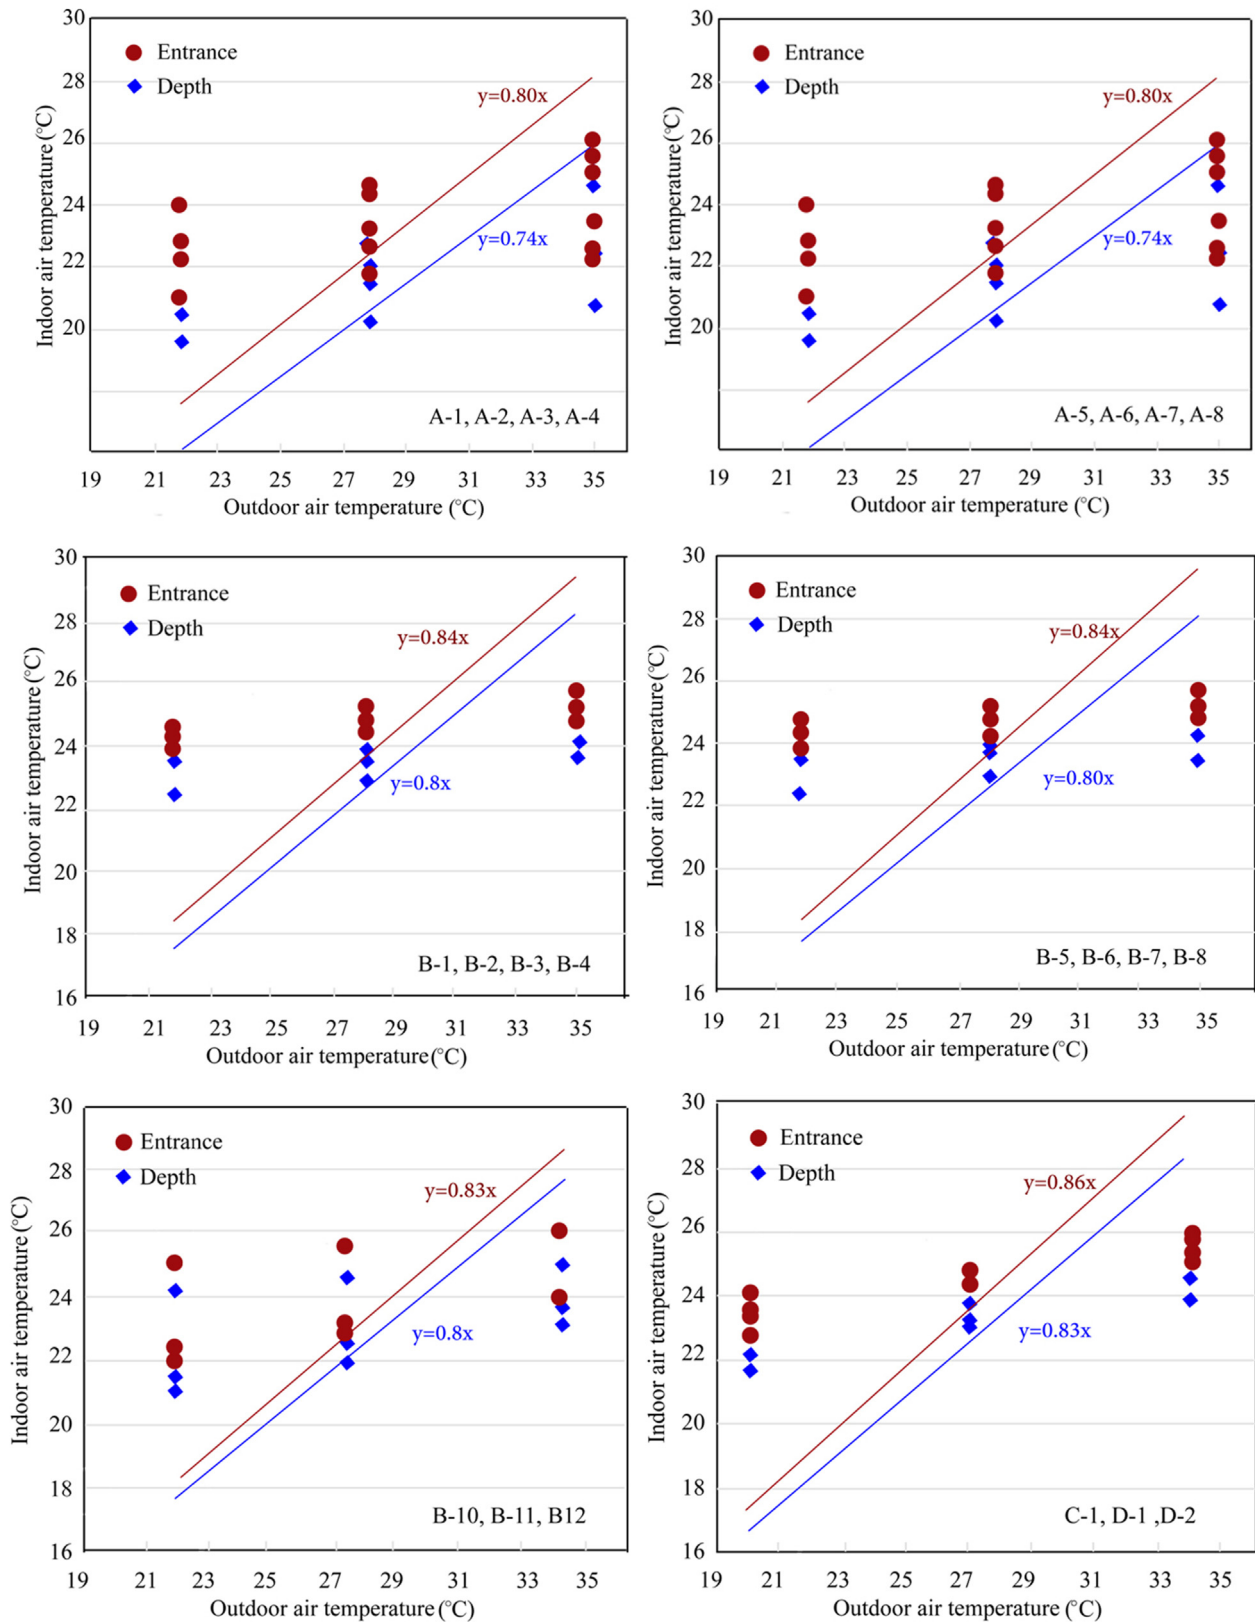 30
28
26
24
22
20
Indoor air temperature (°C)
Entrance
Depth
y=0.80x
y=0.74x
A-1, A-2, A-3, A-4
19 21 23 25 27 29 31 33 35
Outdoor air temperature (°C)
30
28
26
24
22
20
Indoor air temperature (°C)
Entrance
Depth
y=0.80x
y=0.74x
A-5, A-6, A-7, A-8
19 21 23 25 27 29 31 33 35
Outdoor air temperature (°C)
30
28
26
24
22
20
18
16
Indoor air temperature (°C)
Entrance
Depth
y=0.84x
y=0.8x
B-1, B-2, B-3, B-4
19 21 23 25 27 29 31 33 35
Outdoor air temperature (°C)
30
28
26
24
22
20
18
16
Indoor air temperature (°C)
Entrance
Depth
y=0.84x
y=0.80x
B-5, B-6, B-7, B-8
19 21 23 25 27 29 31 33 35
Outdoor air temperature (°C)
30
28
26
24
22
20
18
16
Indoor air temperature (°C)
Entrance
Depth
y=0.83x
y=0.8x
B-10, B-11, B12
19 21 23 25 27 29 31 33 35
Outdoor air temperature (°C)
30
28
26
24
22
20
18
16
Indoor air temperature (°C)
Entrance
Depth
y=0.86x
y=0.83x
C-1, D-1 ,D-2
19 21 23 25 27 29 31 33 35
Outdoor air temperature (°C)